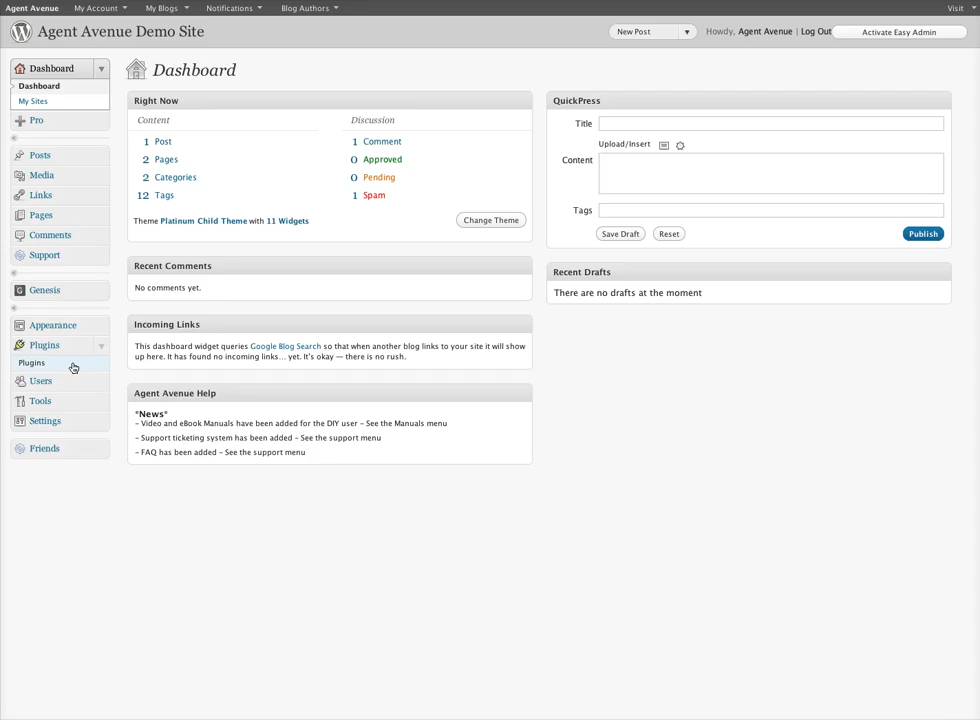 Agent Avenue My Account My Blogs Notifications Blog Authors Visit
Agent Avenue Demo Site New Post Howdy, Agent Avenue | Log Out Activate Easy Admin
Dashboard
Dashboard
My Sites
Pro
Posts
Media
Links
Pages
Comments
Support
Genesis
Appearance
Plugins
Plugins
Users
Tools
Settings
Friends
Dashboard
Right Now
Content Discussion
1 Post 1 Comment
2 Pages 0 Approved
2 Categories 0 Pending
12 Tags 1 Spam
Theme Platinum Child Theme with 11 Widgets Change Theme
Recent Comments
No comments yet.
Incoming Links
This dashboard widget queries Google Blog Search so that when another blog links to your site it will show
up here. It has found no incoming links... yet. It's okay — there is no rush.
Agent Avenue Help
*News*
- Video and eBook Manuals have been added for the DIY user - See the Manuals menu
- Support ticketing system has been added - See the support menu
- FAQ has been added - See the support menu
QuickPress
Title
Upload/Insert
Content
Tags
Save Draft Reset Publish
Recent Drafts
There are no drafts at the moment